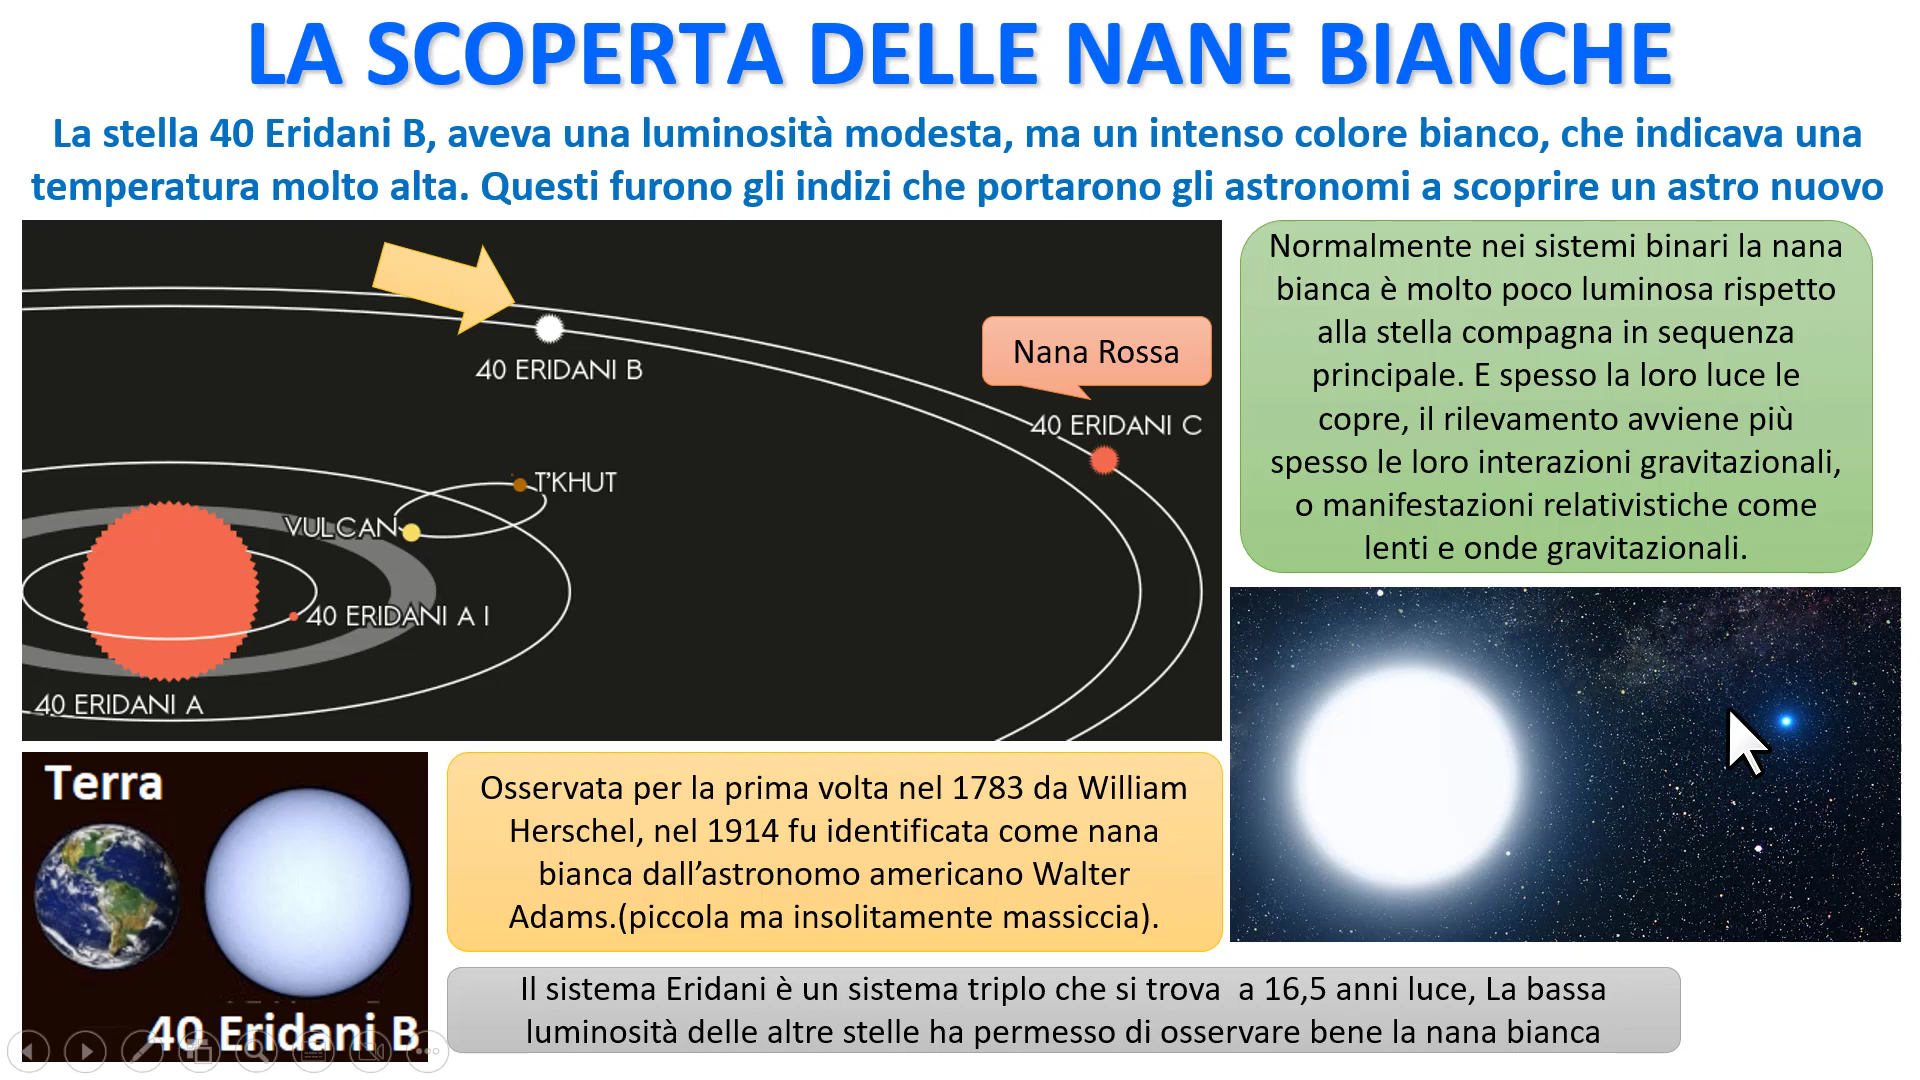 LA SCOPERTA DELLE NANE BIANCHE
La stella 40 Eridani B, aveva una luminosità modesta, ma un intenso colore bianco, che indicava una
temperatura molto alta. Questi furono gli indizi che portarono gli astronomi a scoprire un astro nuovo
40 ERIDANI B
Nana Rossa
40 ERIDANI C
T'KHUT
VULCAN
40 ERIDANI A I
40 ERIDANI A
Normalmente nei sistemi binari la nana
bianca è molto poco luminosa rispetto
alla stella compagna in sequenza
principale. E spesso la loro luce le
copre, il rilevamento avviene più
spesso le loro interazioni gravitazionali,
o manifestazioni relativistiche come
lenti e onde gravitazionali.
Terra
40 Eridani B
Osservata per la prima volta nel 1783 da William
Herschel, nel 1914 fu identificata come nana
bianca dall’astronomo americano Walter
Adams.(piccola ma insolitamente massiccia).
Il sistema Eridani è un sistema triplo che si trova  a 16,5 anni luce, La bassa
luminosità delle altre stelle ha permesso di osservare bene la nana bianca